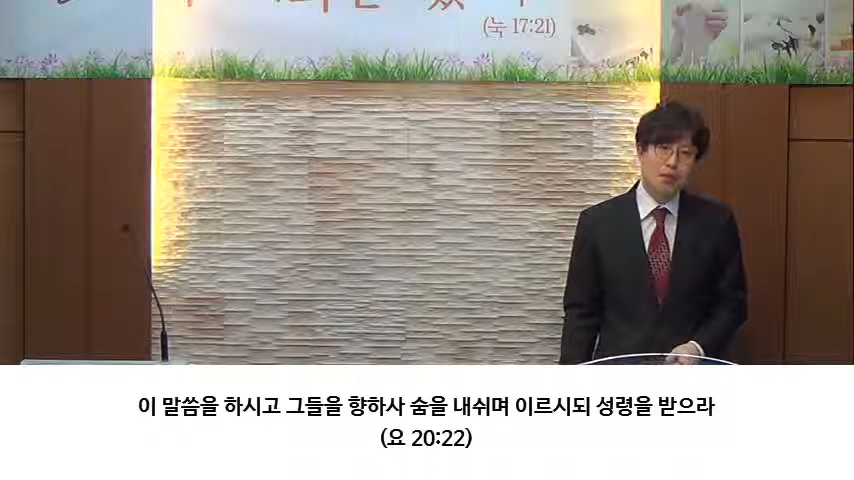 (눅 17:21)
이 말씀을 하시고 그들을 향하사 숨을 내쉬며 이르시되 성령을 받으라
(요 20:22)